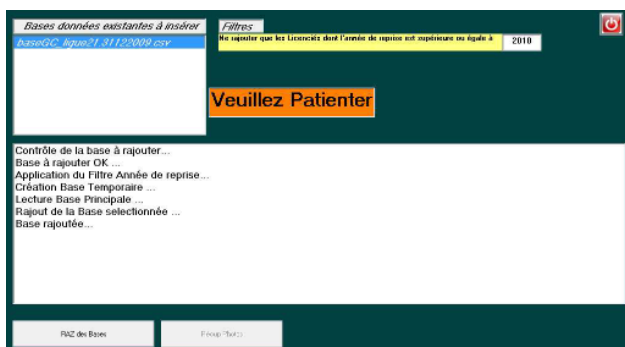 Bases données existantes à insérer
Filtres
baseGC_ligue21 31122009.csv
Ne rajouter que les Licenciés dont l'année de reprise est supérieure ou égale à
2010
Veuillez Patienter
Contrôle de la base à rajouter...
Base à rajouter OK ...
Application du Filtre Année de reprise...
Création Base Temporaire ...
Lecture Base Principale ...
Rajout de la Base selectionnée ...
Base rajoutée...
RAZ des Bases
Récup Photos